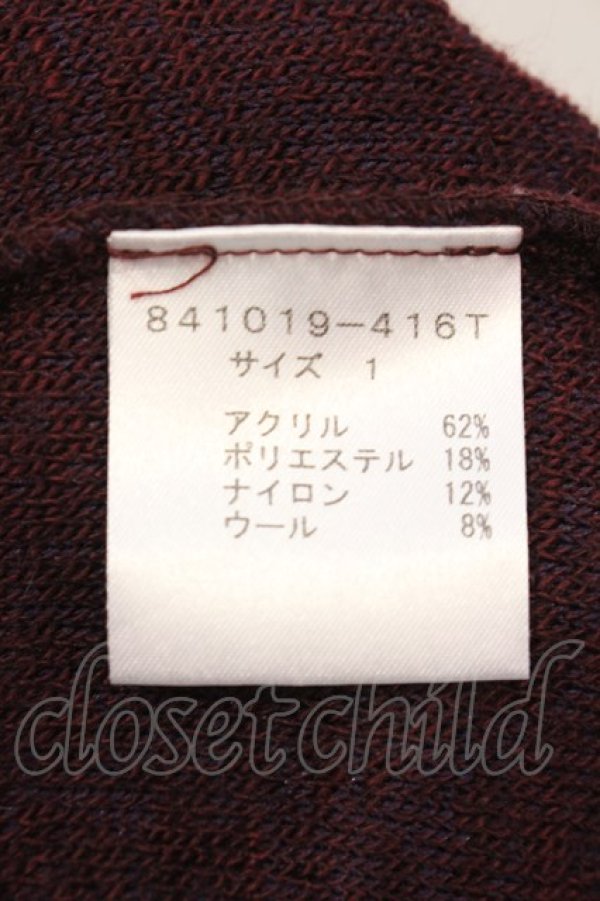 841019-416T
サイズ 1
アクリル 62%
ポリエステル 18%
ナイロン 12%
ウール 8%
closetchild